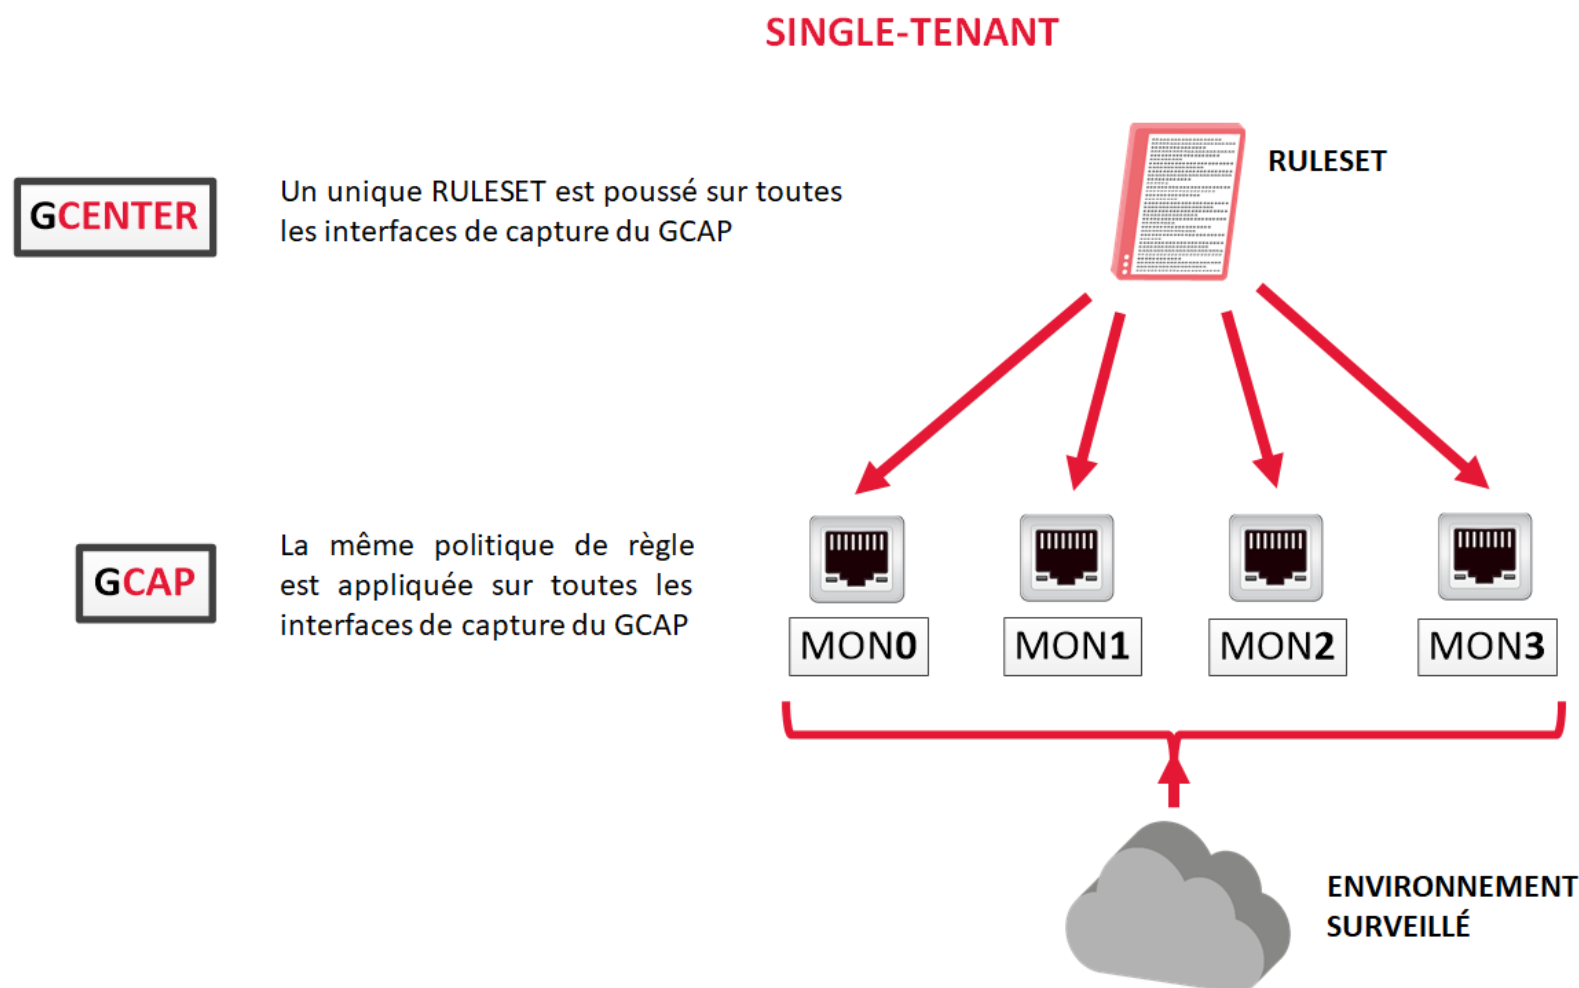 SINGLE-TENANT
RULESET
GCENTER
Un unique RULESET est poussé sur toutes
les interfaces de capture du GCAP
GCAP
La même politique de règle
est appliquée sur toutes les
interfaces de capture du GCAP
MON0
MON1
MON2
MON3
ENVIRONNEMENT
SURVEILLÉ